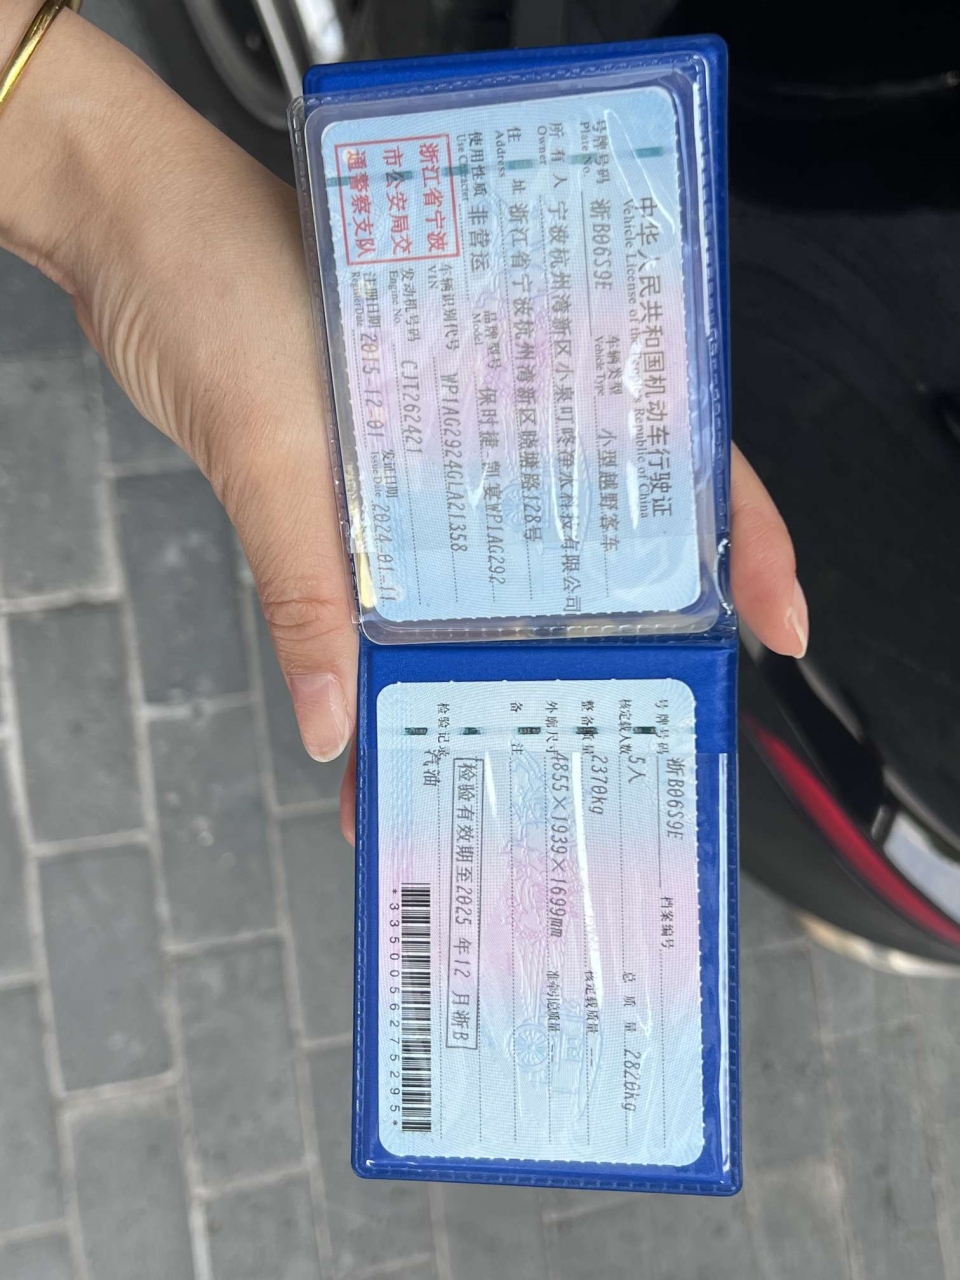 中华人民共和国机动车行驶证
Vehicle License of the People's Republic of China
号牌号码 浙B06S9E 车辆类型 小型越野客车
Plate No. Vehicle Type
所有人 宁波杭州湾新区小泉叮咚净水科技有限公司
Owner
住址 浙江省宁波杭州湾新区滨塘路128号
Address
使用性质 非营运 品牌型号 保时捷-凯宴WP1AG292
Use Character Model
浙江省宁波
市公安局交
通警察支队
车辆识别代号 WP1AG2924GLA21358
VIN
发动机号码 CJT262421
Engine No.
注册日期 2015-12-01 发证日期 2024-01-11
Register Date Issue Date
号牌号码 浙B06S9E 档案编号
核定载人数 5人 总质量 2820kg
整备质量 2370kg 核定载质量 --
外廓尺寸 4855×1939×1699mm 准牵引总质量 --
备注
检验有效期至2025年12月浙B
检验记录 汽油
*3350056275295*